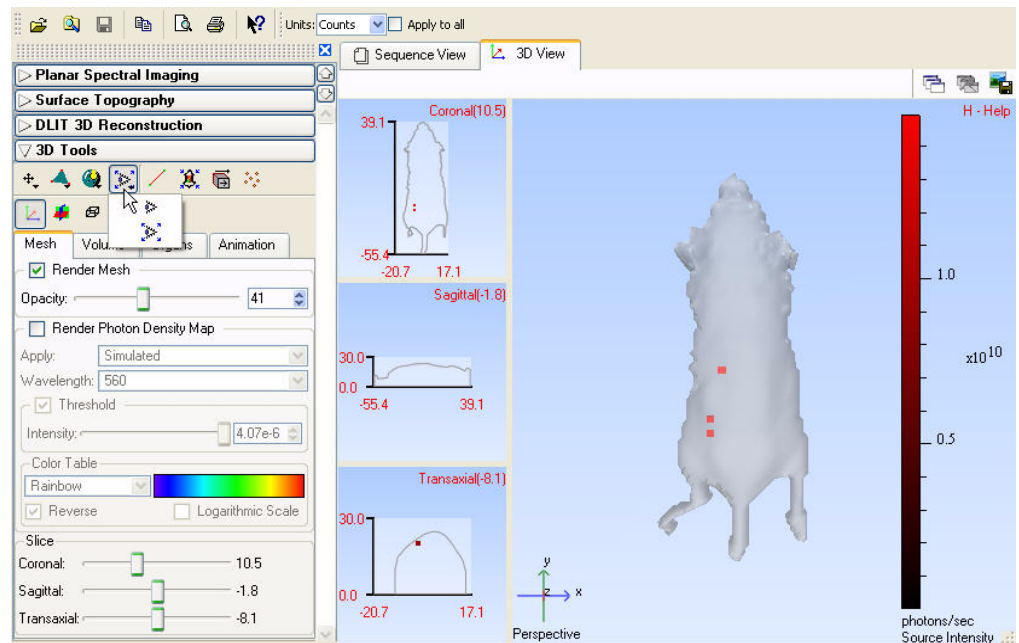 Units: Counts Apply to all
Sequence View 3D View
Planar Spectral Imaging
Surface Topography
DLIT 3D Reconstruction
3D Tools
Mesh Animation
Render Mesh
Opacity: 41
Render Photon Density Map
Apply: Simulated
Wavelength: 560
Threshold
Intensity: 4.07e-6
Color Table
Rainbow
Reverse Logarithmic Scale
Slice
Coronal: 10.5
Sagittal: -1.8
Transaxial: -8.1
Coronal(10.5)
39.1
-55.4
-20.7 17.1
Sagittal(-1.8)
30.0
0.0
-55.4 39.1
Transaxial(-8.1)
30.0
0.0
-20.7 17.1
H - Help
1.0
x10^10
0.5
y
z x
Perspective
photons/sec
Source Intensity